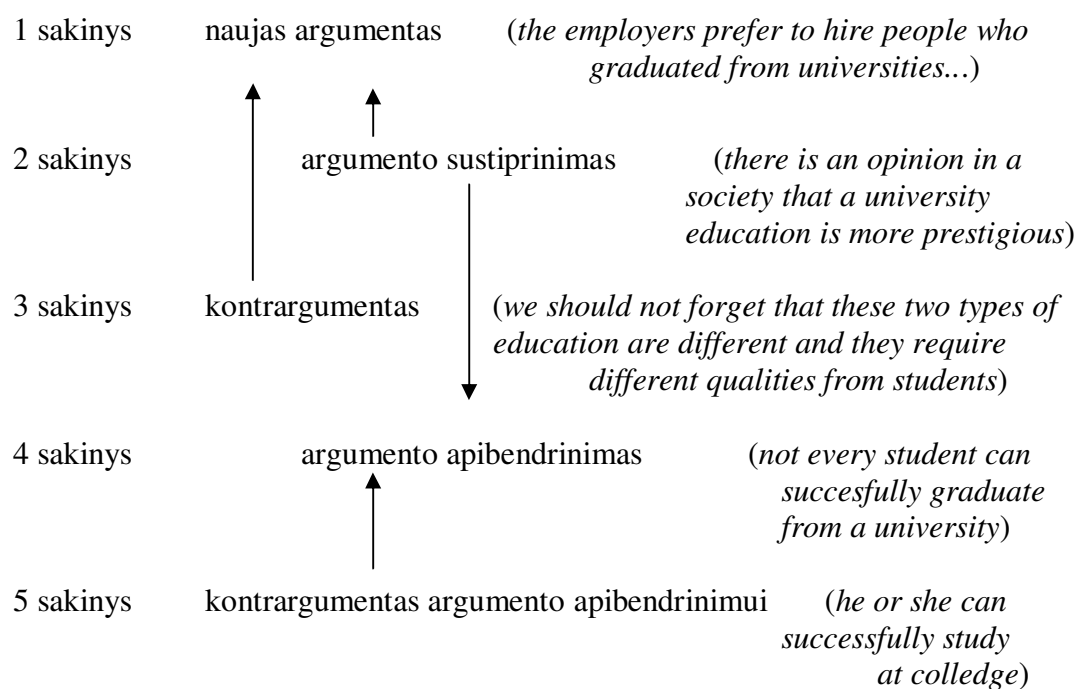 1 sakinys naujas argumentas (the employers prefer to hire people who
graduated from universities...)
2 sakinys argumento sustiprinimas (there is an opinion in a
society that a university
education is more prestigious)
3 sakinys kontrargumentas (we should not forget that these two types of
education are different and they require
different qualities from students)
4 sakinys argumento apibendrinimas (not every student can
succesfully graduate
from a university)
5 sakinys kontrargumentas argumento apibendrinimui (he or she can
successfully study
at colledge)